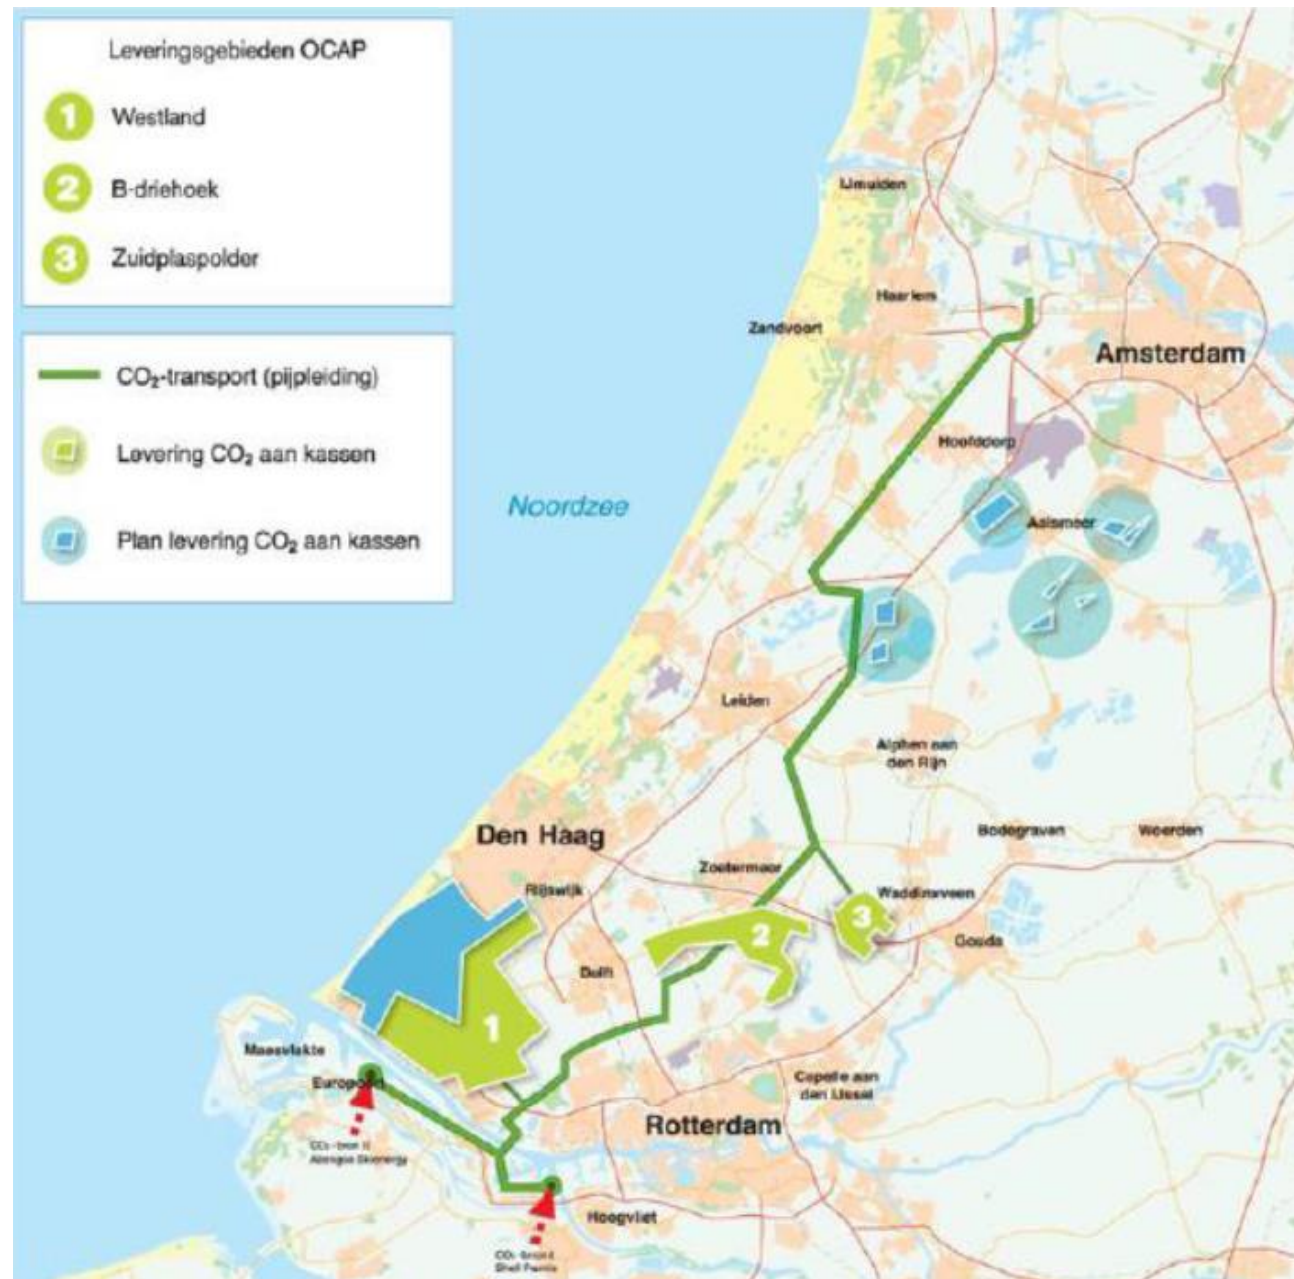 Leveringsgebieden OCAP
1 Westland
2 B-driehoek
3 Zuidplaspolder
CO₂-transport (pijpleiding)
Levering CO₂ aan kassen
Plan levering CO₂ aan kassen
IJmuiden
Haarlem
Zandvoort
Amsterdam
Hoofddorp
Noordzee
Aalsmeer
Leiden
Alphen aan
den Rijn
Den Haag
Bodegraven
Woerden
Zoetermeer
Rijswijk
Waddinxveen
3
2
Gouda
Delft
1
Maasvlakte
Europoort
Capelle aan
den IJssel
Rotterdam
Hoogvliet
Shell Pernis